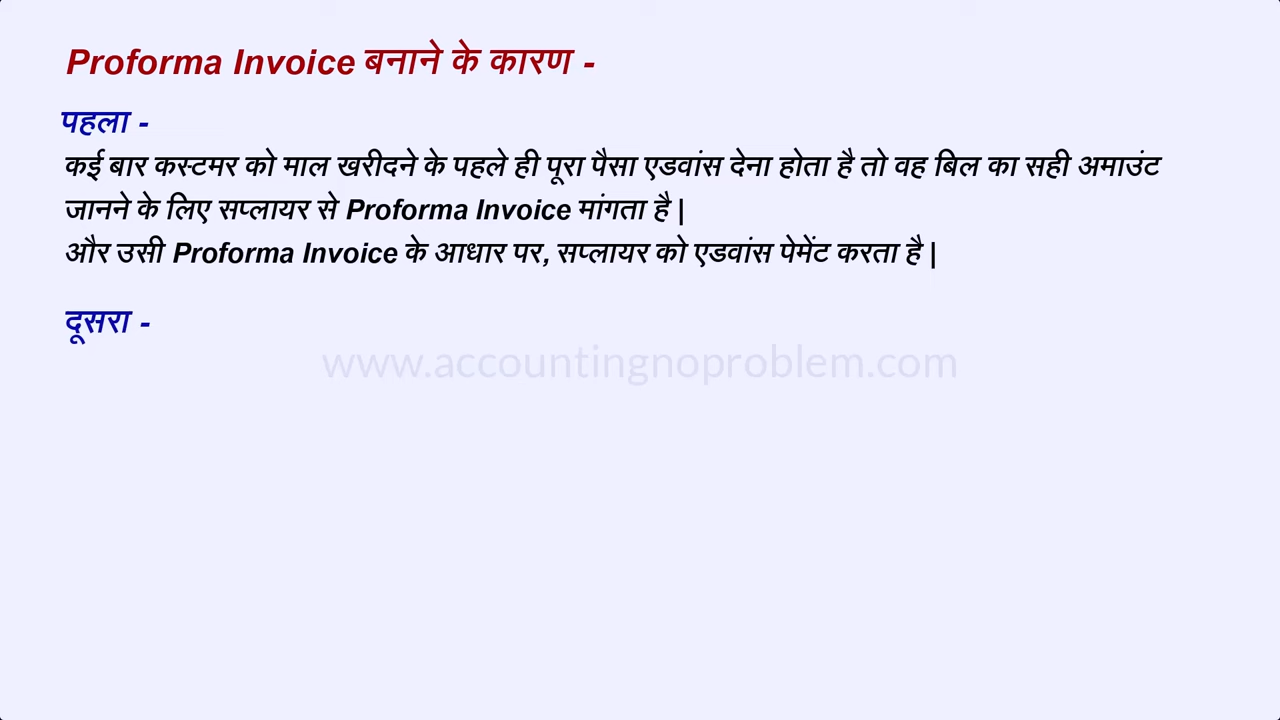 Proforma Invoice बनाने के कारण -
पहला -
कई बार कस्टमर को माल खरीदने के पहले ही पूरा पैसा एडवांस देना होता है तो वह बिल का सही अमाउंट
जानने के लिए सप्लायर से Proforma Invoice मांगता है |
और उसी Proforma Invoice के आधार पर, सप्लायर को एडवांस पेमेंट करता है |
दूसरा -
www.accountingnoproblem.com